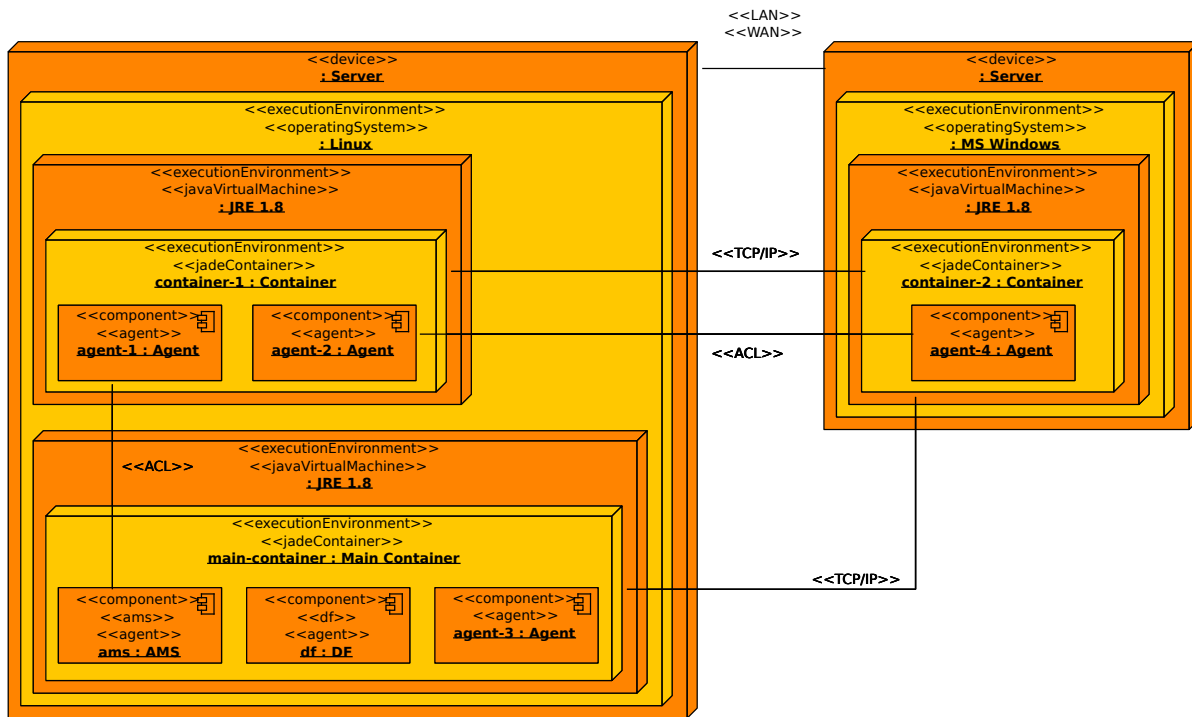 <<LAN>>
<<WAN>>
<<device>>
: Server
<<executionEnvironment>>
<<operatingSystem>>
: Linux
<<executionEnvironment>>
<<javaVirtualMachine>>
: JRE 1.8
<<executionEnvironment>>
<<jadeContainer>>
container-1 : Container
<<component>>
<<agent>>
agent-1 : Agent
<<component>>
<<agent>>
agent-2 : Agent
<<ACL>>
<<executionEnvironment>>
<<javaVirtualMachine>>
: JRE 1.8
<<executionEnvironment>>
<<jadeContainer>>
main-container : Main Container
<<component>>
<<ams>>
<<agent>>
ams : AMS
<<component>>
<<df>>
<<agent>>
df : DF
<<component>>
<<agent>>
agent-3 : Agent
<<TCP/IP>>
<<ACL>>
<<TCP/IP>>
<<device>>
: Server
<<executionEnvironment>>
<<operatingSystem>>
: MS Windows
<<executionEnvironment>>
<<javaVirtualMachine>>
: JRE 1.8
<<executionEnvironment>>
<<jadeContainer>>
container-2 : Container
<<component>>
<<agent>>
agent-4 : Agent